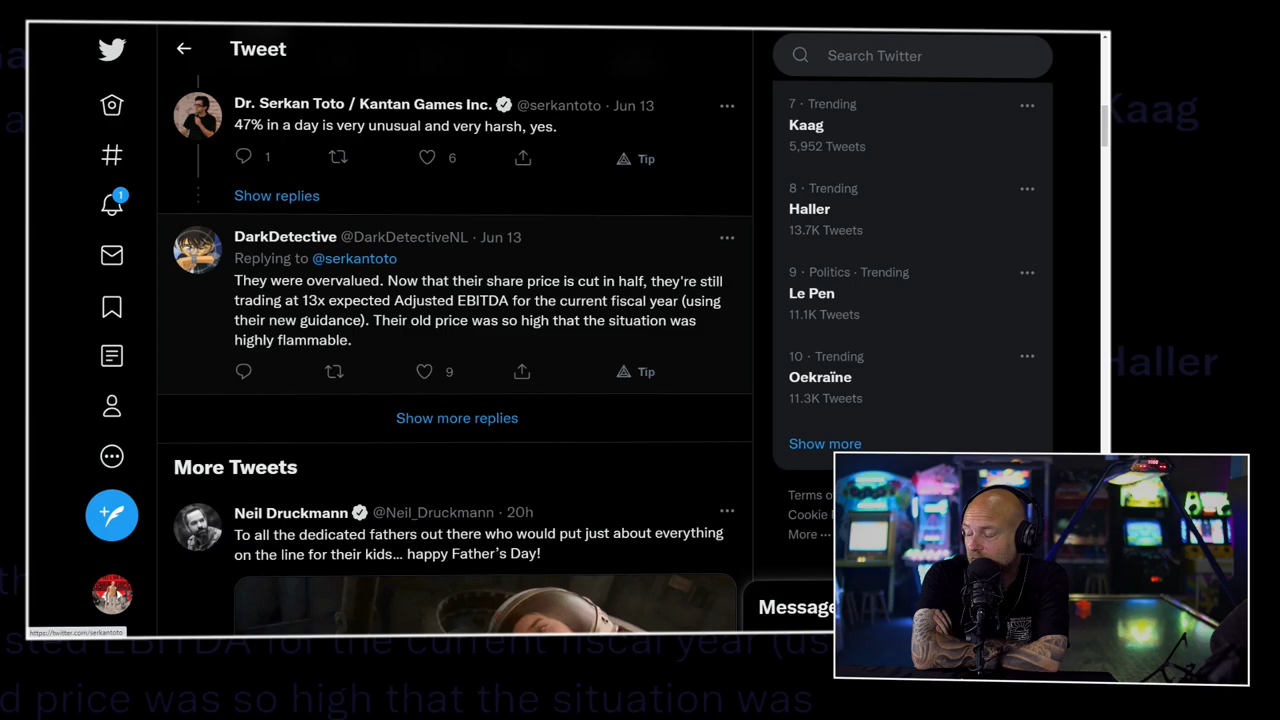 Tweet
Dr. Serkan Toto / Kantan Games Inc. @serkantoto · Jun 13
47% in a day is very unusual and very harsh, yes.
1
6
Tip
Show replies
DarkDetective @DarkDetectiveNL · Jun 13
Replying to @serkantoto
They were overvalued. Now that their share price is cut in half, they're still
trading at 13x expected Adjusted EBITDA for the current fiscal year (using
their new guidance). Their old price was so high that the situation was
highly flammable.
9
Tip
Show more replies
More Tweets
Neil Druckmann @Neil_Druckmann · 20h
To all the dedicated fathers out there who would put just about everything
on the line for their kids... happy Father's Day!
1
https://twitter.com/serkantoto
Search Twitter
7 · Trending
Kaag
5,952 Tweets
8 · Trending
Haller
13.7K Tweets
9 · Politics · Trending
Le Pen
11.1K Tweets
10 · Trending
Oekraïne
11.3K Tweets
Show more
Terms o
Cookie
More ···
Message
Kaag
Haller
sted EBITDA for the current fiscal year (us
d price was so high that the situation was